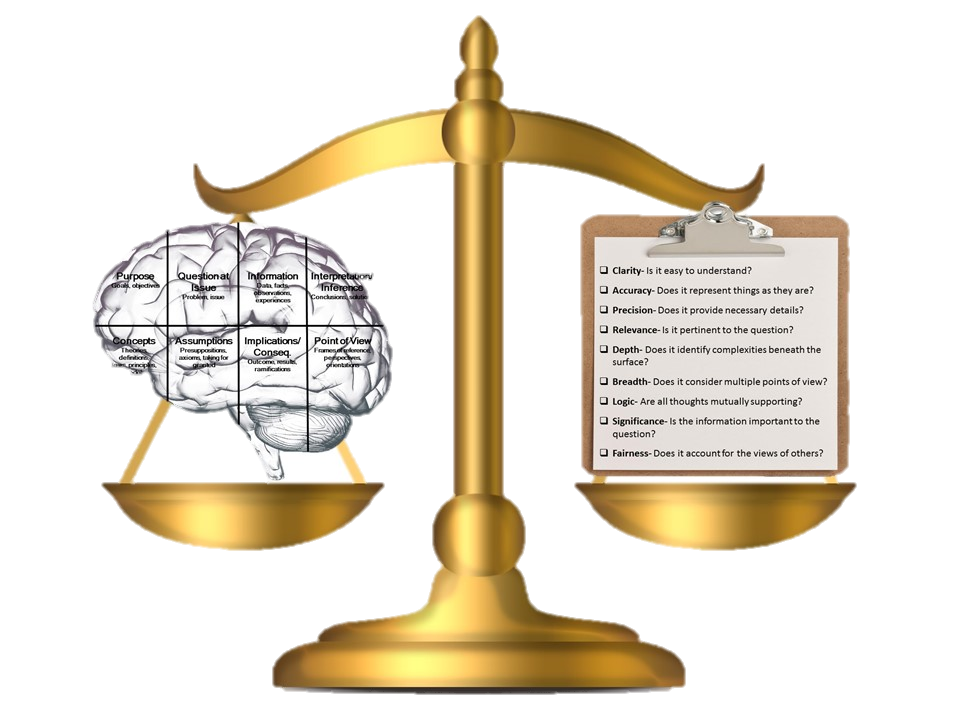 Purpose
Goals, objectives
Question at
Issue
Problem, issue
Information
Data, facts,
observations,
experiences
Interpretation/
Inference
Conclusions, solutio
Concepts
Theories,
definitions,
laws, principles,
Assumptions
Presuppositions,
axioms, taking for
granted
Implications/
Conseq.
Outcome, results,
ramifications
Point of View
Frames of reference,
perspectives,
orientations
❑ Clarity- Is it easy to understand?
❑ Accuracy- Does it represent things as they are?
❑ Precision- Does it provide necessary details?
❑ Relevance- Is it pertinent to the question?
❑ Depth- Does it identify complexities beneath the
surface?
❑ Breadth- Does it consider multiple points of view?
❑ Logic- Are all thoughts mutually supporting?
❑ Significance- Is the information important to the
question?
❑ Fairness- Does it account for the views of others?